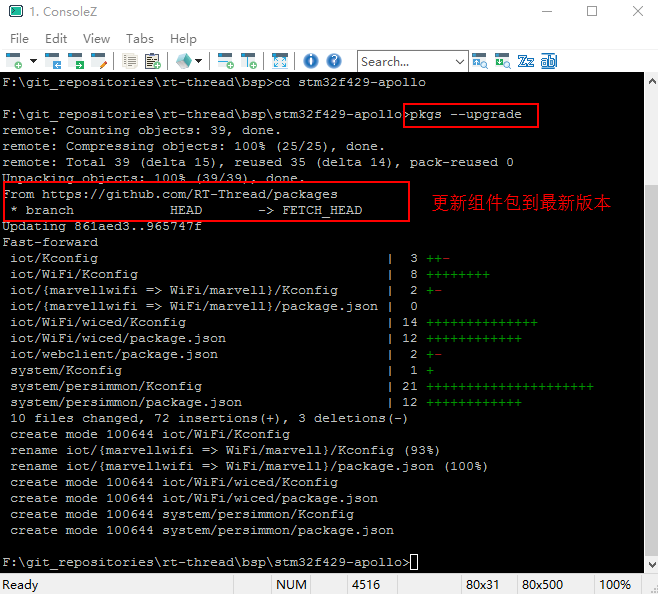 1. ConsoleZ
File Edit View Tabs Help
Search...
F:\git_repositories\rt-thread\bsp>cd stm32f429-apollo
F:\git_repositories\rt-thread\bsp\stm32f429-apollo>pkgs --upgrade
remote: Counting objects: 39, done.
remote: Compressing objects: 100% (25/25), done.
remote: Total 39 (delta 15), reused 35 (delta 14), pack-reused 0
Unpacking objects: 100% (39/39), done.
From https://github.com/RT-Thread/packages
更新组件包到最新版本
* branch HEAD -> FETCH_HEAD
Updating 861aed3..965747f
Fast-forward
iot/Kconfig | 3 ++-
iot/WiFi/Kconfig | 8 ++++++++
iot/{marvellwifi => WiFi/marvell}/Kconfig | 2 +-
iot/{marvellwifi => WiFi/marvell}/package.json | 0
iot/WiFi/wiced/Kconfig | 14 ++++++++++++++
iot/WiFi/wiced/package.json | 12 ++++++++++++
iot/webclient/package.json | 2 +-
system/Kconfig | 1 +
system/persimmon/Kconfig | 21 +++++++++++++++++++++
system/persimmon/package.json | 12 ++++++++++++
10 files changed, 72 insertions(+), 3 deletions(-)
create mode 100644 iot/WiFi/Kconfig
rename iot/{marvellwifi => WiFi/marvell}/Kconfig (93%)
rename iot/{marvellwifi => WiFi/marvell}/package.json (100%)
create mode 100644 iot/WiFi/wiced/Kconfig
create mode 100644 iot/WiFi/wiced/package.json
create mode 100644 system/persimmon/Kconfig
create mode 100644 system/persimmon/package.json
F:\git_repositories\rt-thread\bsp\stm32f429-apollo>
Ready NUM 4516 80x31 80x500 100%